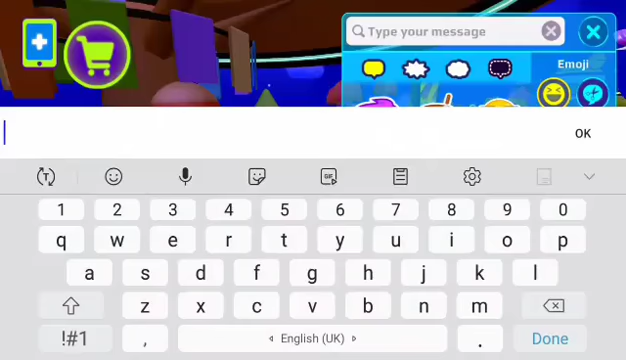 Type your message
Emoji
OK
GIF
1 2 3 4 5 6 7 8 9 0
q w e r t y u i o p
a s d f g h j k l
z x c v b n m
!#1 , English (UK) . Done